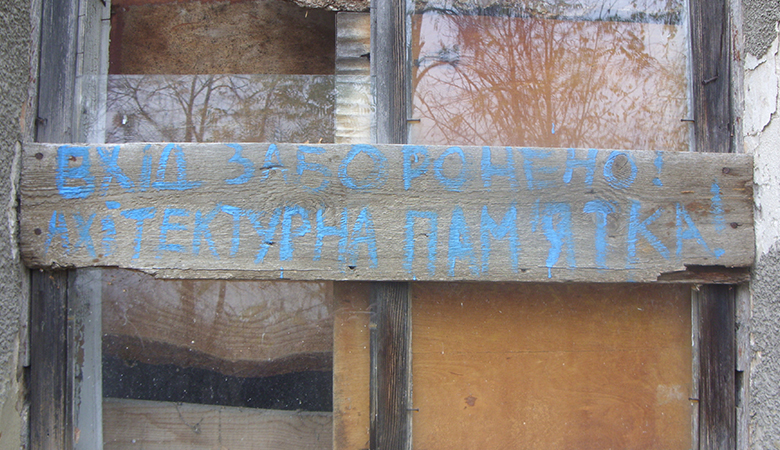 ВХІД ЗАБОРОНЕНО!
АХІТЕКТУРНА ПАМ'ЯТКА!